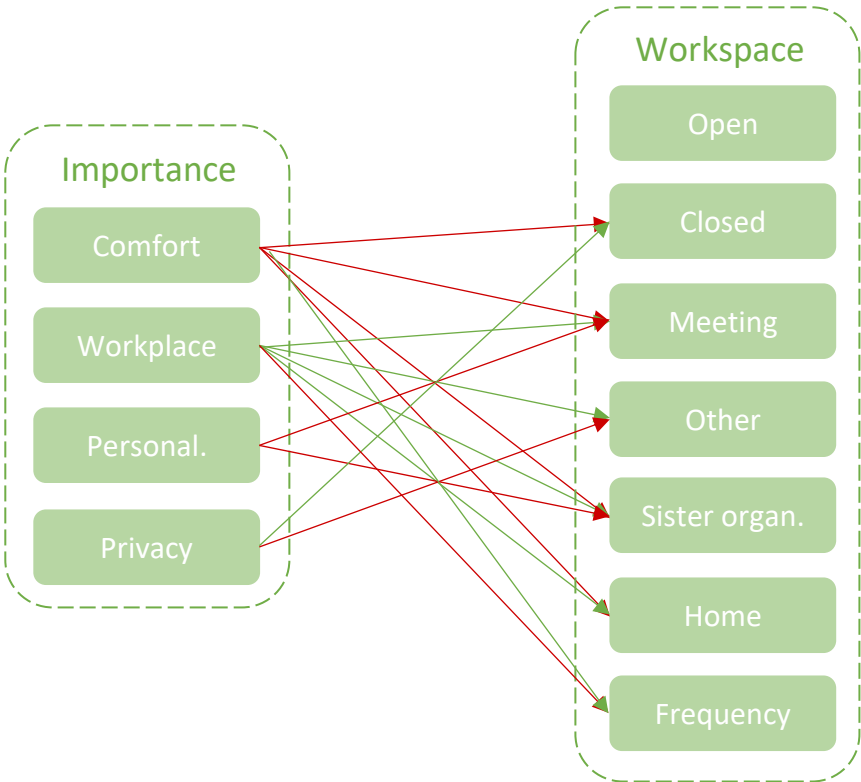 Importance
Comfort
Workplace
Personal.
Privacy
Workspace
Open
Closed
Meeting
Other
Sister organ.
Home
Frequency